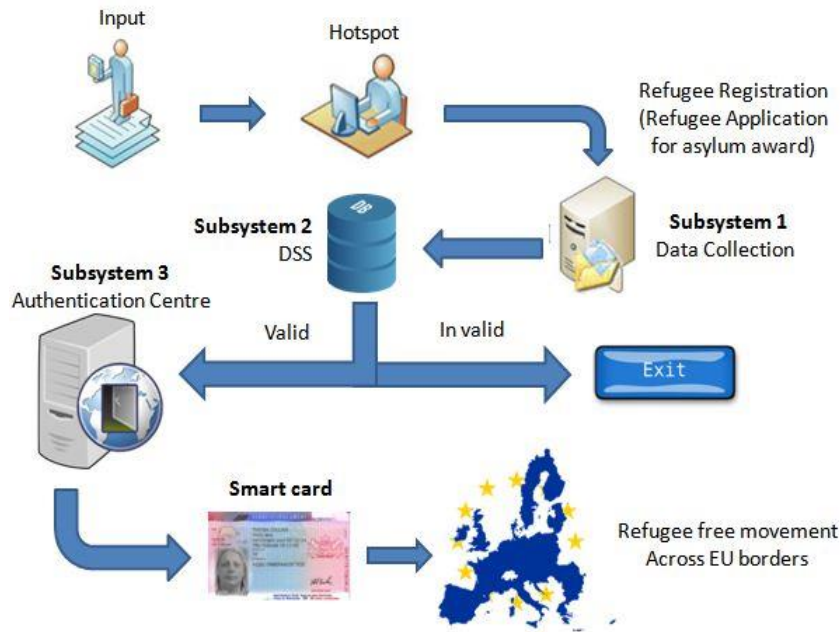 Input
Hotspot
Refugee Registration
(Refugee Application
for asylum award)
Subsystem 2
DSS
DB
Subsystem 1
Data Collection
Subsystem 3
Authentication Centre
Valid
In valid
Exit
Smart card
Refugee free movement
Across EU borders